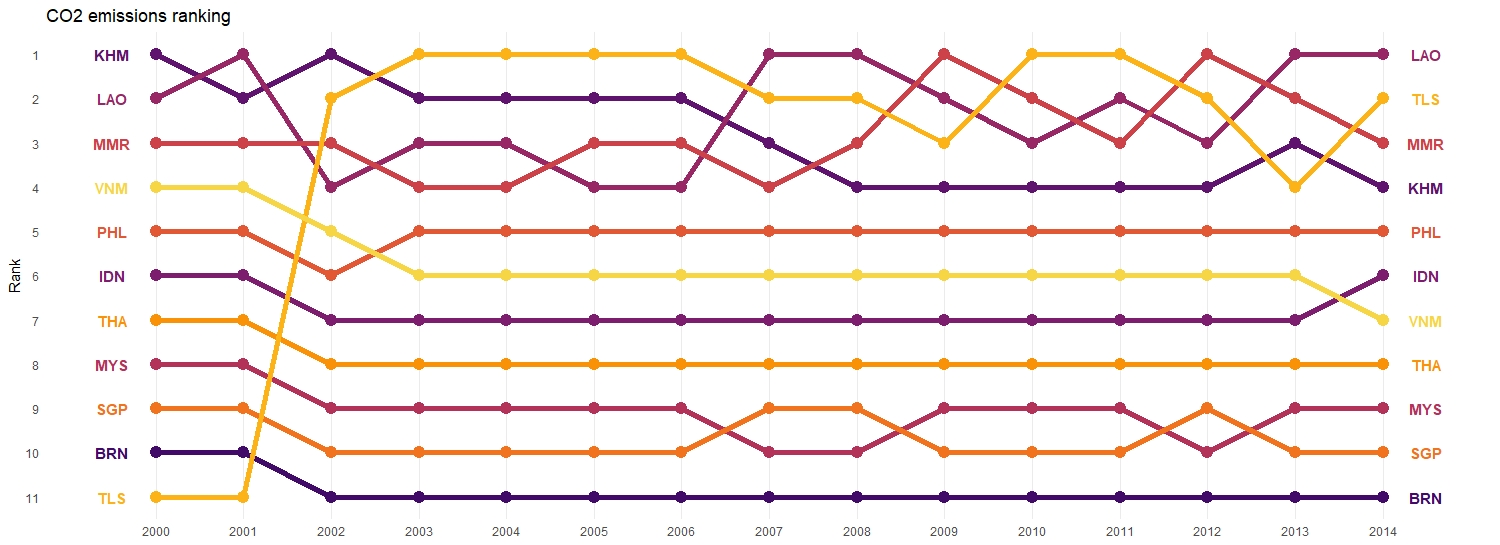 CO2 emissions ranking
1 KHM LAO
2 LAO TLS
3 MMR MMR
4 VNM KHM
5 PHL PHL
6 IDN IDN
7 THA VNM
8 MYS THA
9 SGP MYS
10 BRN SGP
11 TLS BRN
Rank
2000 2001 2002 2003 2004 2005 2006 2007 2008 2009 2010 2011 2012 2013 2014